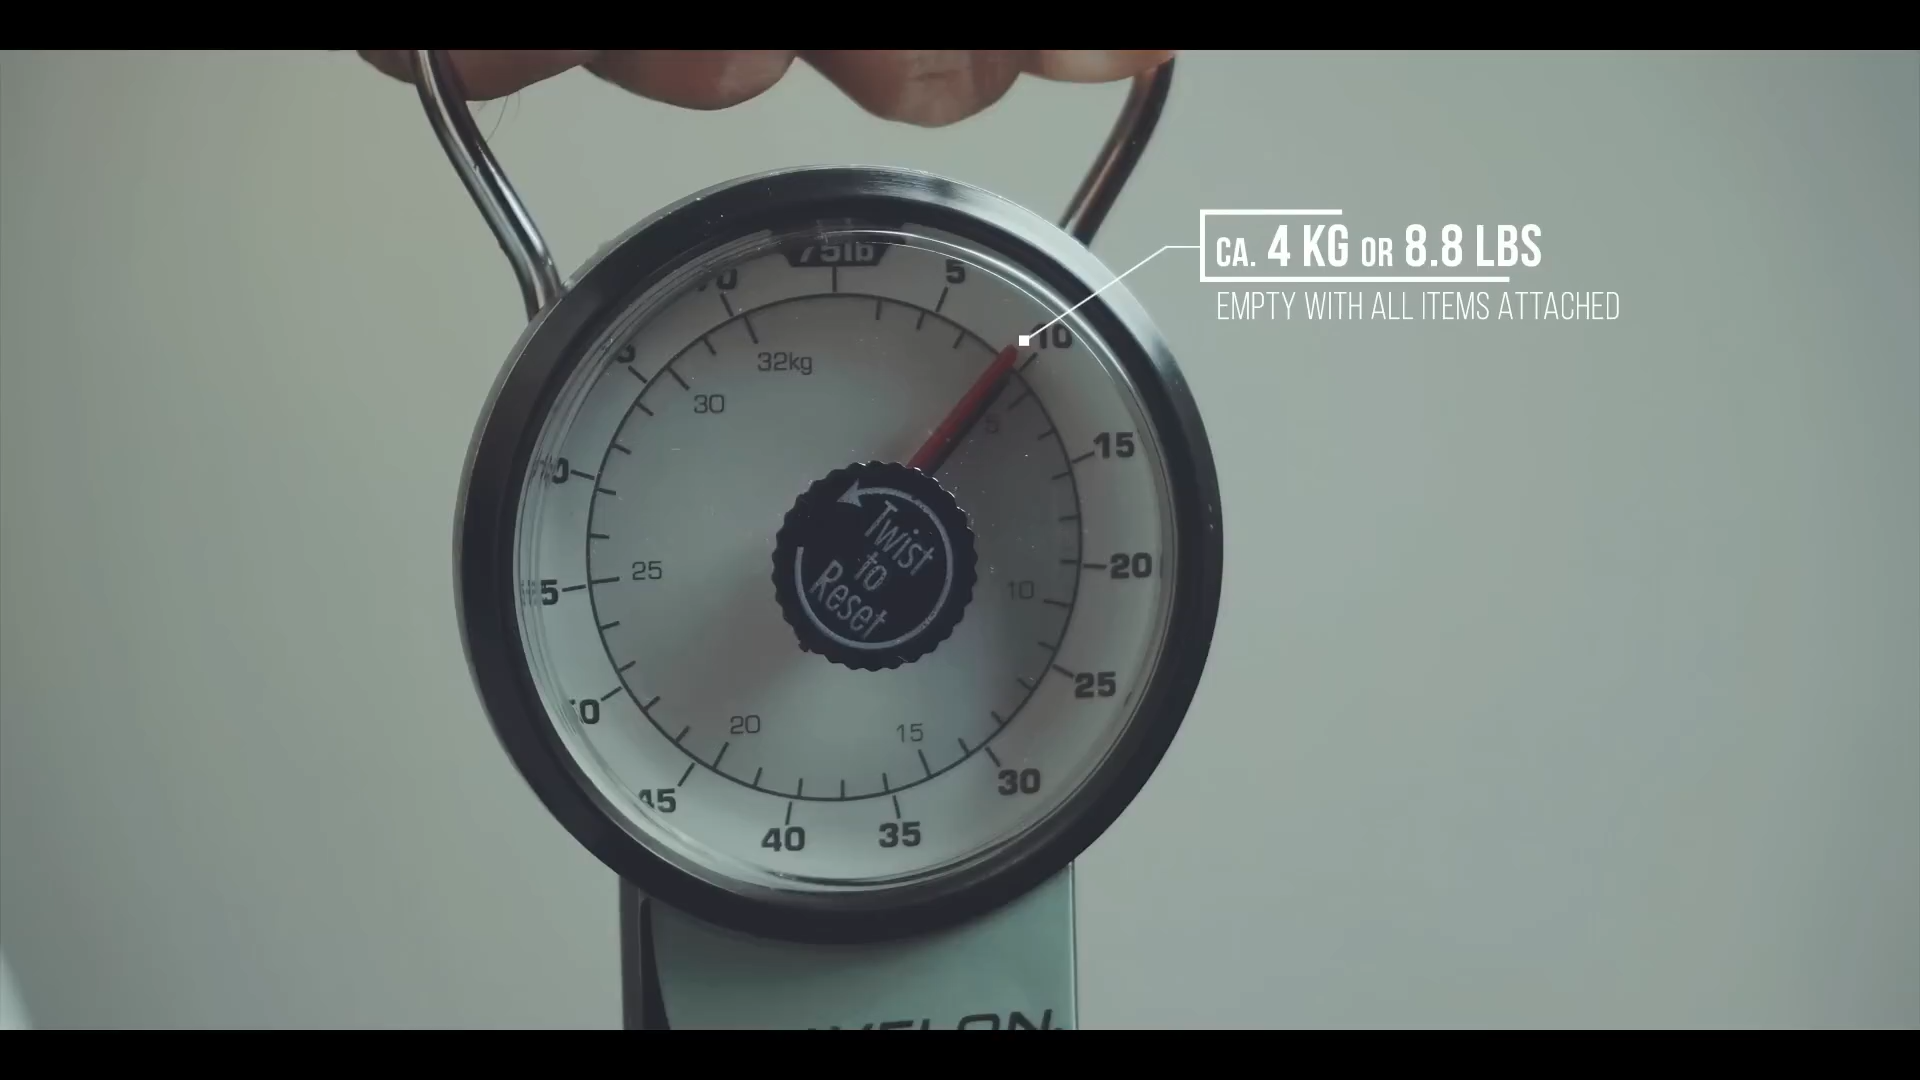 CA. 4 KG OR 8.8 LBS
EMPTY WITH ALL ITEMS ATTACHED
75lb
5
10
15
20
25
30
35
40
45
32kg
30
25
20
15
10
5
Twist
to
Reset